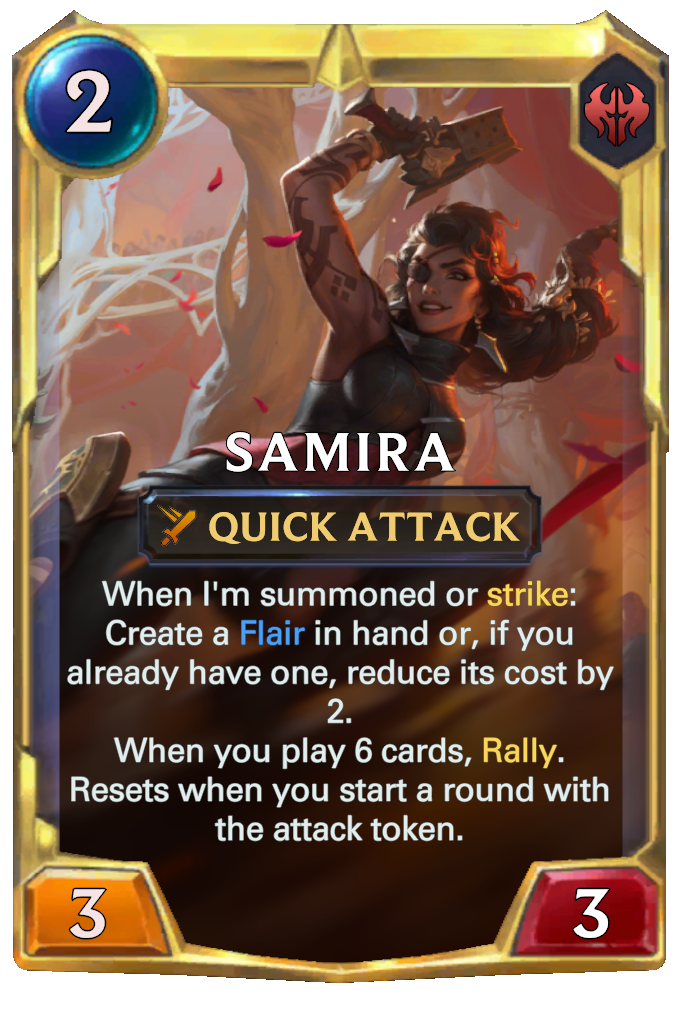 2
SAMIRA
QUICK ATTACK
When I'm summoned or strike:
Create a Flair in hand or, if you
already have one, reduce its cost by
2.
When you play 6 cards, Rally.
Resets when you start a round with
the attack token.
3
3